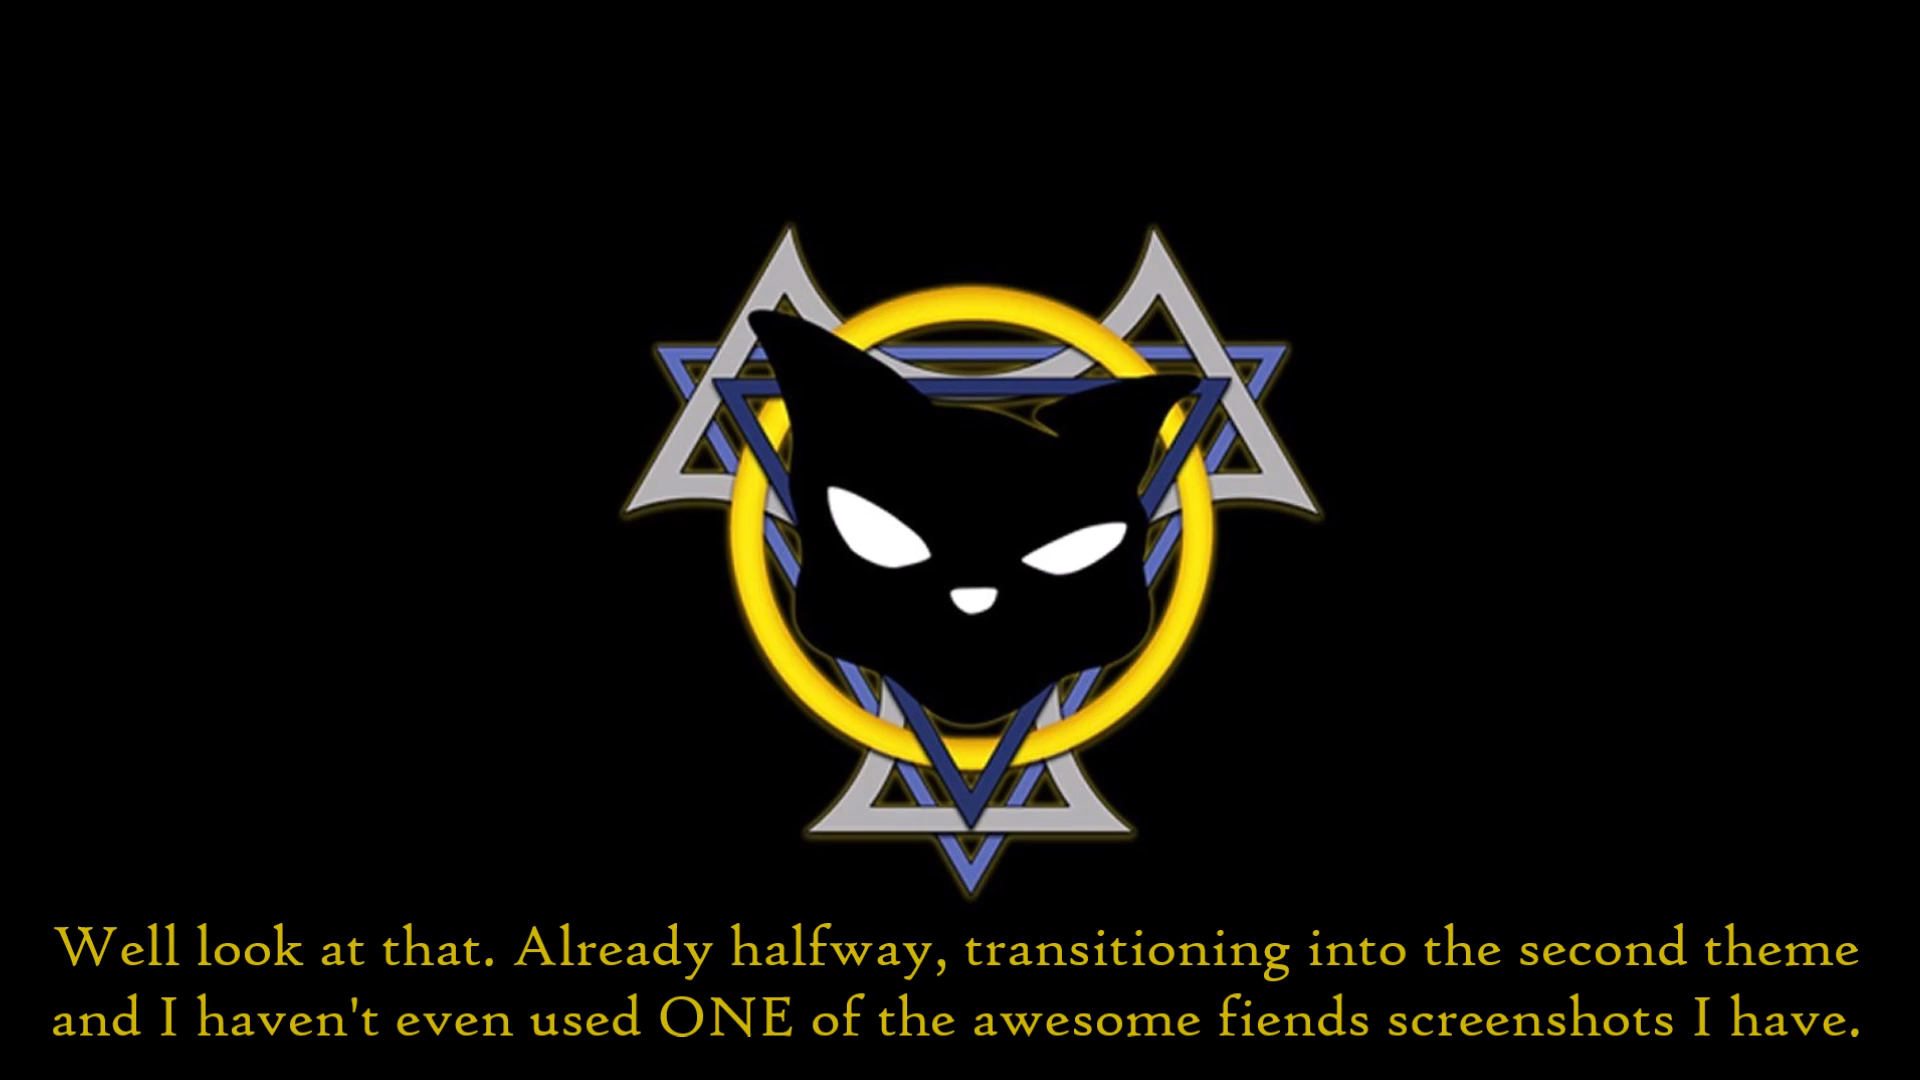 Well look at that. Already halfway, transitioning into the second theme
and I haven't even used ONE of the awesome fiends screenshots I have.